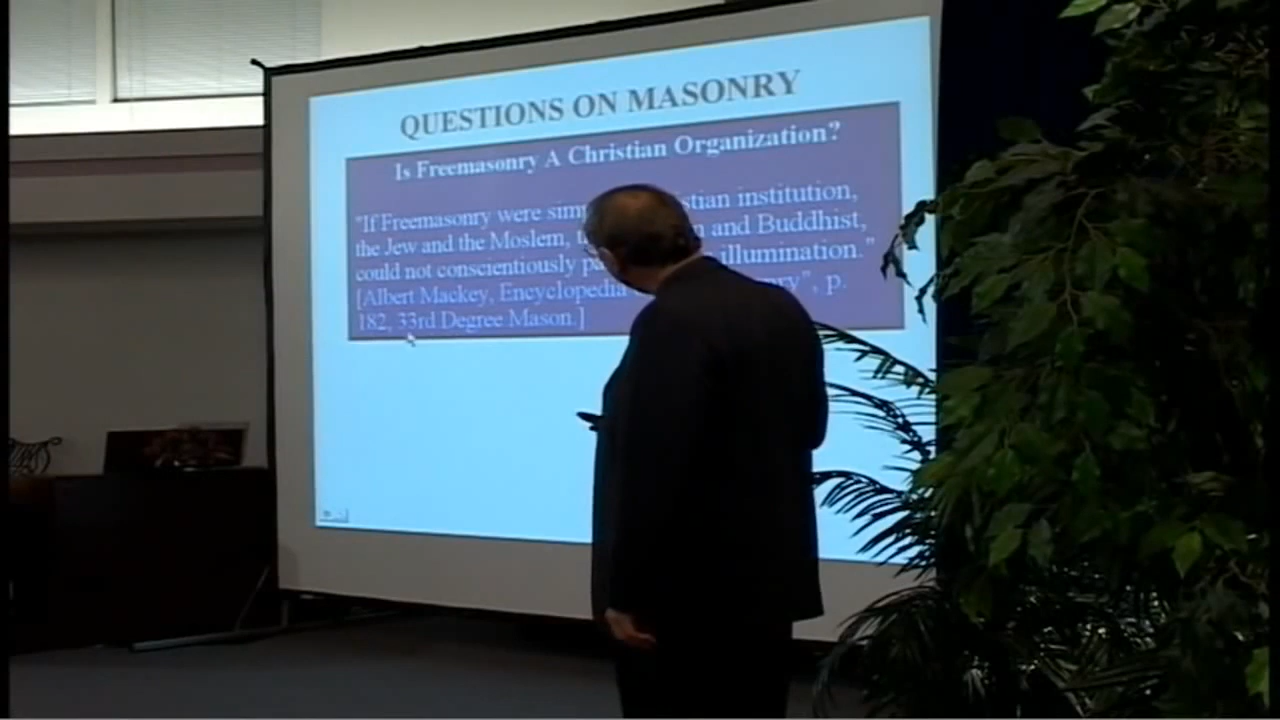 QUESTIONS ON MASONRY
Is Freemasonry A Christian Organization?
"If Freemasonry were simp stian institution,
the Jew and the Moslem, t n and Buddhist,
could not conscientiously pa illumination."
[Albert Mackey, Encyclopedia ry", p.
182, 33rd Degree Mason.]